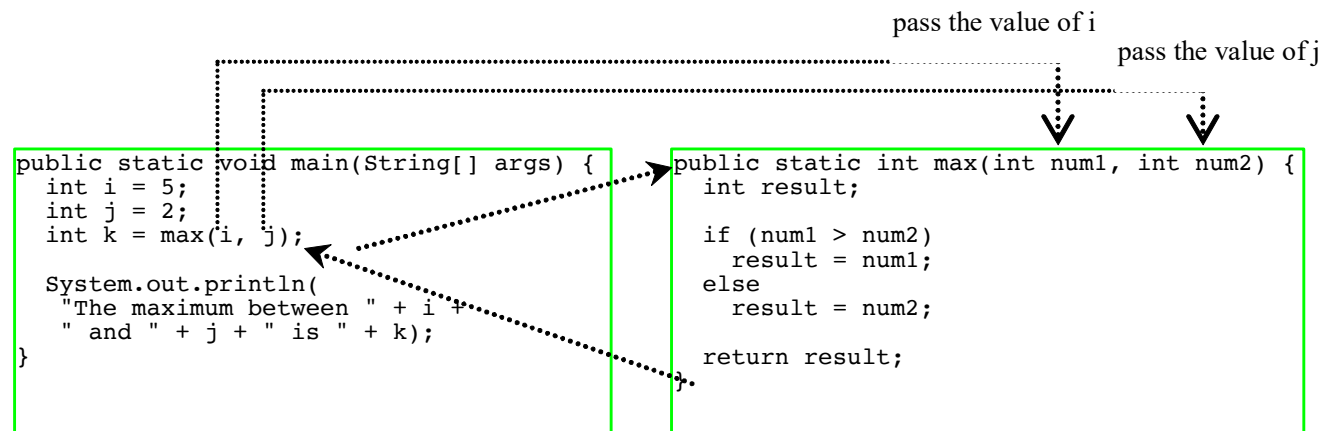 pass the value of i
pass the value of j
public static void main(String[] args) {
  int i = 5;
  int j = 2;
  int k = max(i, j);

  System.out.println(
   "The maximum between " + i +
   " and " + j + " is " + k);
}
public static int max(int num1, int num2) {
  int result;

  if (num1 > num2)
    result = num1;
  else
    result = num2;

  return result;
}